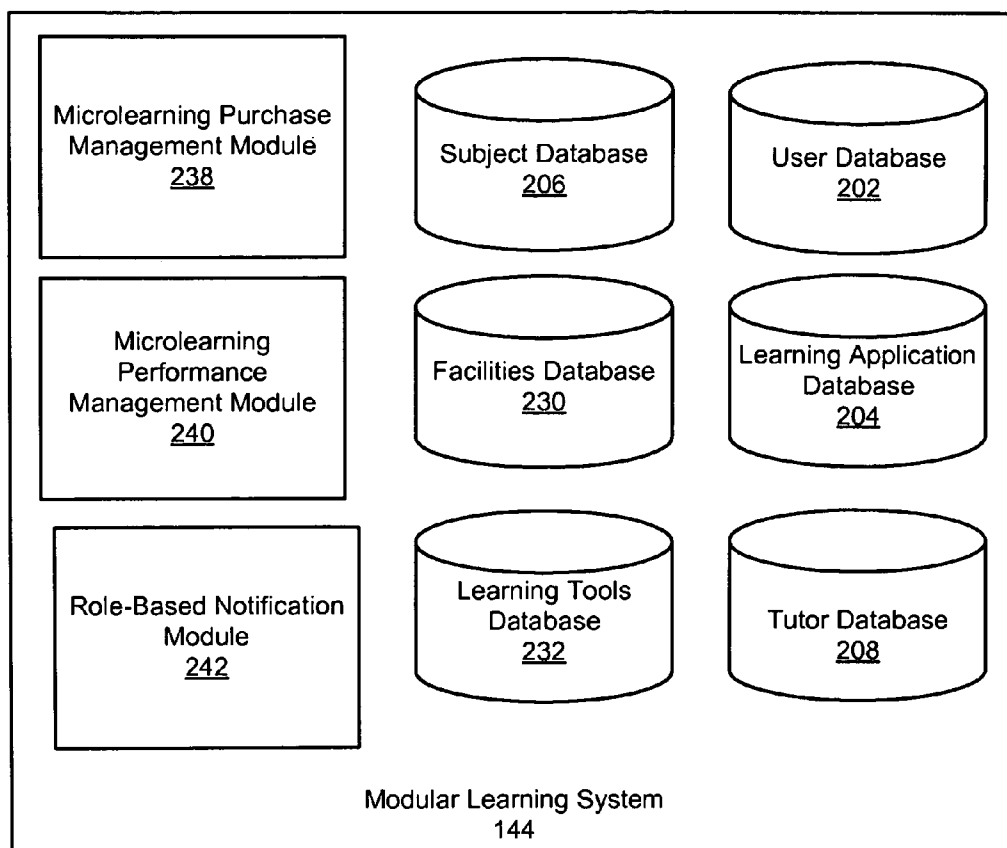 Microlearning Purchase
Management Module
238
Subject Database
206
User Database
202
Microlearning
Performance
Management Module
240
Facilities Database
230
Learning Application
Database
204
Role-Based Notification
Module
242
Learning Tools
Database
232
Tutor Database
208
Modular Learning System
144